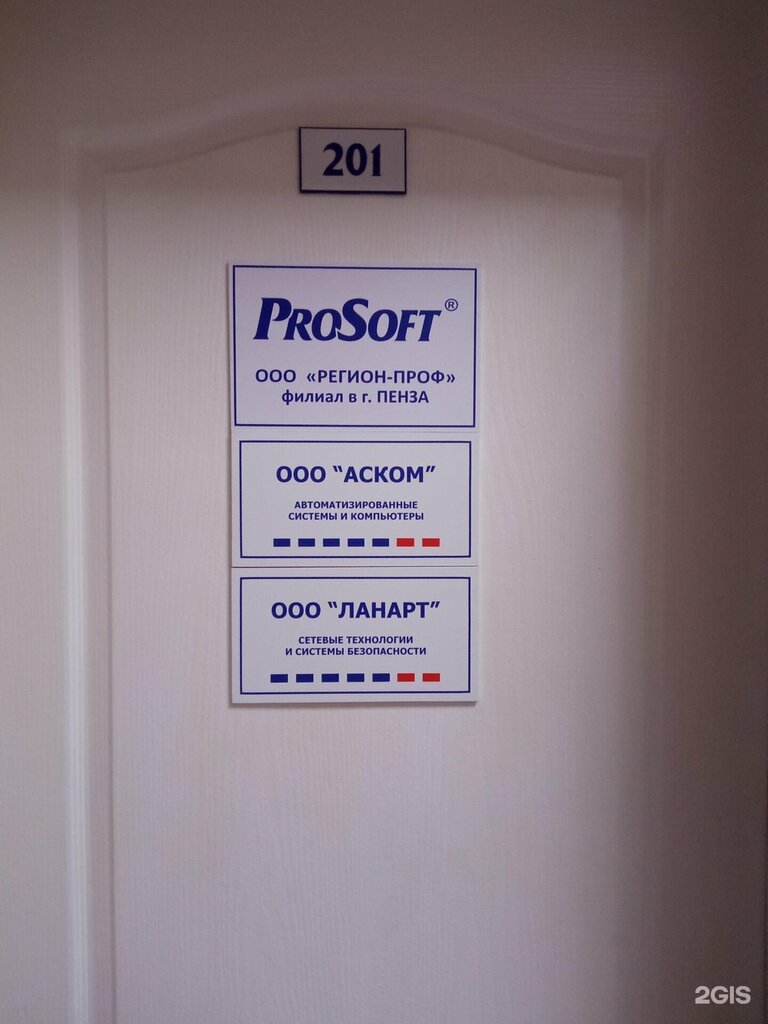 201
PROSOFT®
ООО «РЕГИОН-ПРОФ»
филиал в г. ПЕНЗА
ООО “АСКОМ”
АВТОМАТИЗИРОВАННЫЕ
СИСТЕМЫ И КОМПЬЮТЕРЫ
ООО “ЛАНАРТ”
СЕТЕВЫЕ ТЕХНОЛОГИИ
И СИСТЕМЫ БЕЗОПАСНОСТИ
2GIS